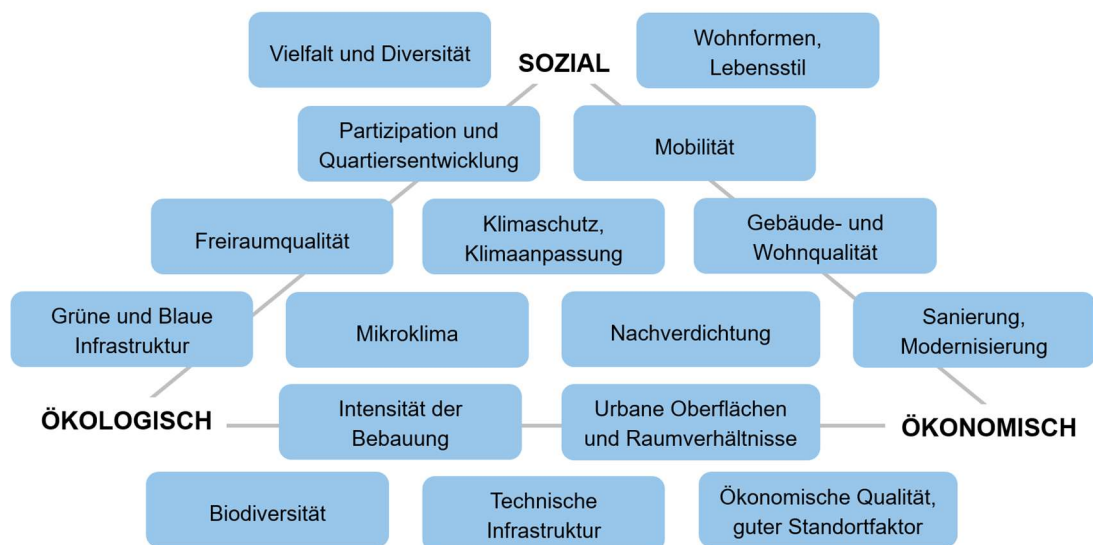 Vielfalt und Diversität
SOZIAL
Wohnformen,
Lebensstil
Partizipation und
Quartiersentwicklung
Mobilität
Freiraumqualität
Klimaschutz,
Klimaanpassung
Gebäude- und
Wohnqualität
Grüne und Blaue
Infrastruktur
Mikroklima
Nachverdichtung
Sanierung,
Modernisierung
ÖKOLOGISCH
Intensität der
Bebauung
Urbane Oberflächen
und Raumverhältnisse
ÖKONOMISCH
Biodiversität
Technische
Infrastruktur
Ökonomische Qualität,
guter Standortfaktor